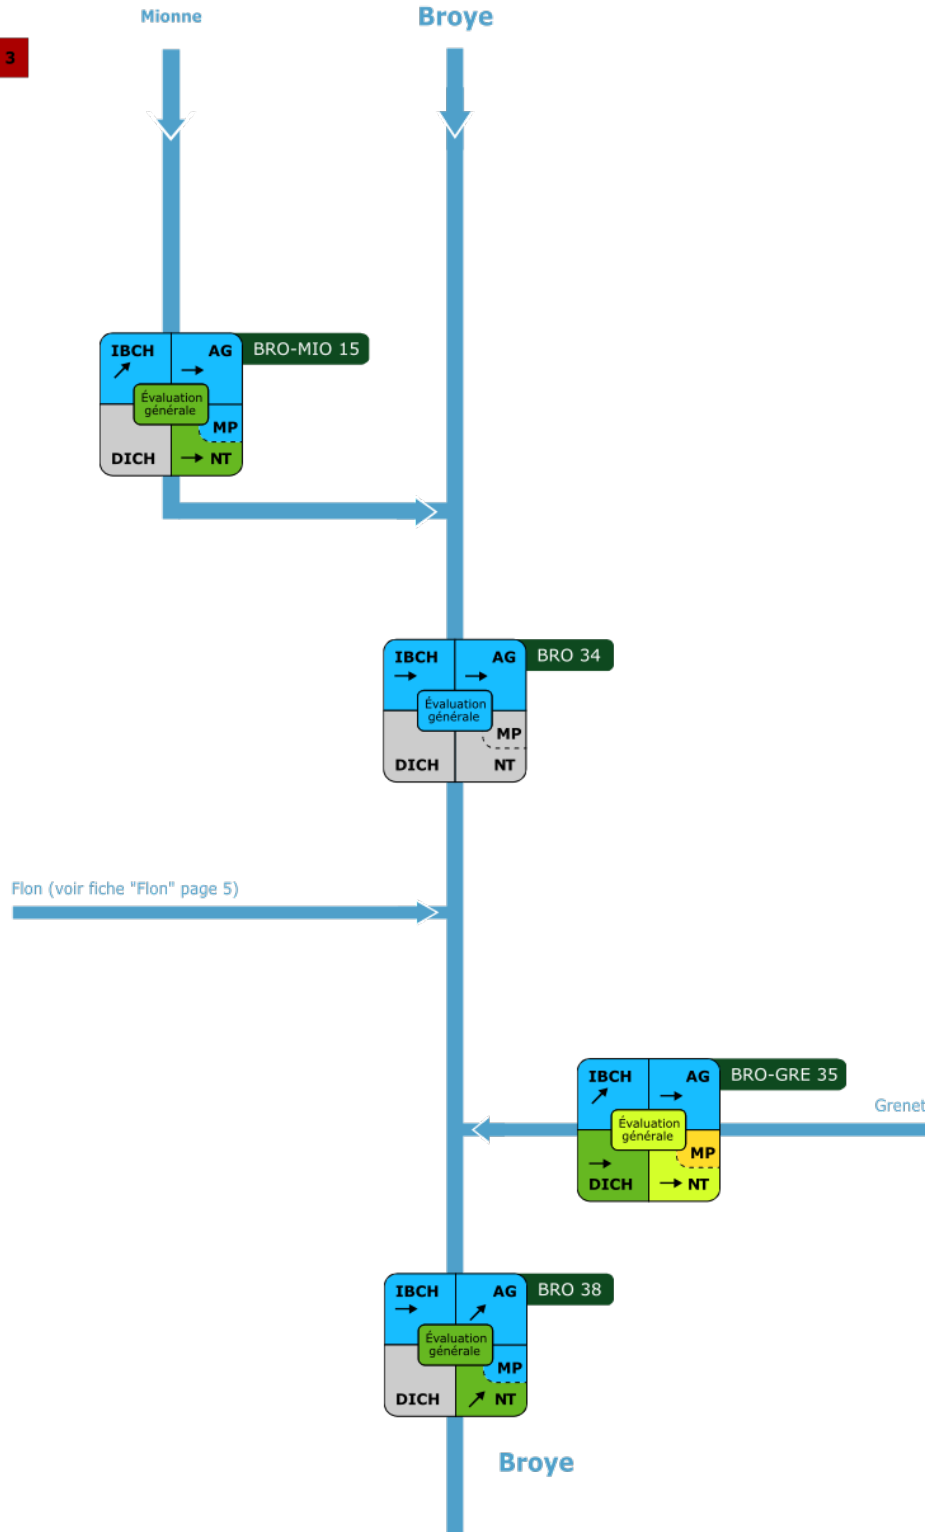 Mionne
Broye
3
IBCH
AG
BRO-MIO 15
Évaluation
générale
MP
DICH
NT
IBCH
AG
BRO 34
Évaluation
générale
MP
DICH
NT
Flon (voir fiche "Flon" page 5)
IBCH
AG
BRO-GRE 35
Grenet
Évaluation
générale
MP
DICH
NT
IBCH
AG
BRO 38
Évaluation
générale
MP
DICH
NT
Broye